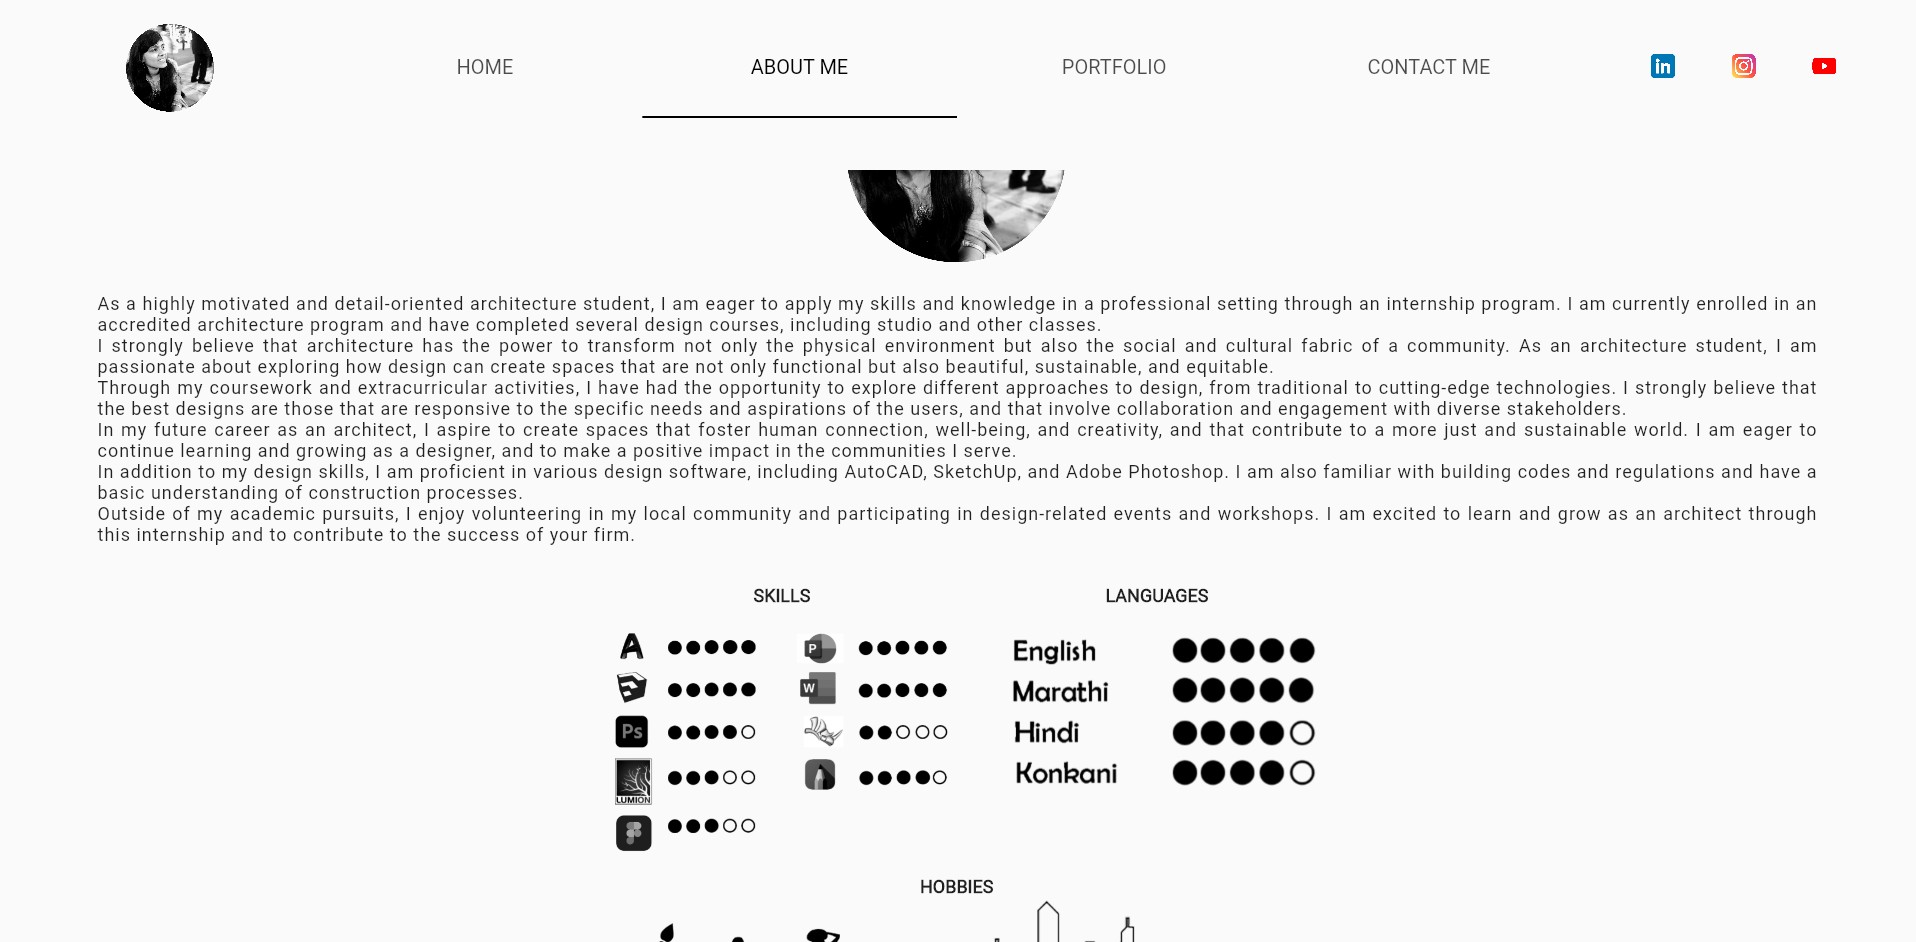 HOME
ABOUT ME
PORTFOLIO
CONTACT ME
in
As a highly motivated and detail-oriented architecture student, I am eager to apply my skills and knowledge in a professional setting through an internship program. I am currently enrolled in an
accredited architecture program and have completed several design courses, including studio and other classes.
I strongly believe that architecture has the power to transform not only the physical environment but also the social and cultural fabric of a community. As an architecture student, I am
passionate about exploring how design can create spaces that are not only functional but also beautiful, sustainable, and equitable.
Through my coursework and extracurricular activities, I have had the opportunity to explore different approaches to design, from traditional to cutting-edge technologies. I strongly believe that
the best designs are those that are responsive to the specific needs and aspirations of the users, and that involve collaboration and engagement with diverse stakeholders.
In my future career as an architect, I aspire to create spaces that foster human connection, well-being, and creativity, and that contribute to a more just and sustainable world. I am eager to
continue learning and growing as a designer, and to make a positive impact in the communities I serve.
In addition to my design skills, I am proficient in various design software, including AutoCAD, SketchUp, and Adobe Photoshop. I am also familiar with building codes and regulations and have a
basic understanding of construction processes.
Outside of my academic pursuits, I enjoy volunteering in my local community and participating in design-related events and workshops. I am excited to learn and grow as an architect through
this internship and to contribute to the success of your firm.
SKILLS
A
P
W
Ps
LUMION
LANGUAGES
English
Marathi
Hindi
Konkani
HOBBIES